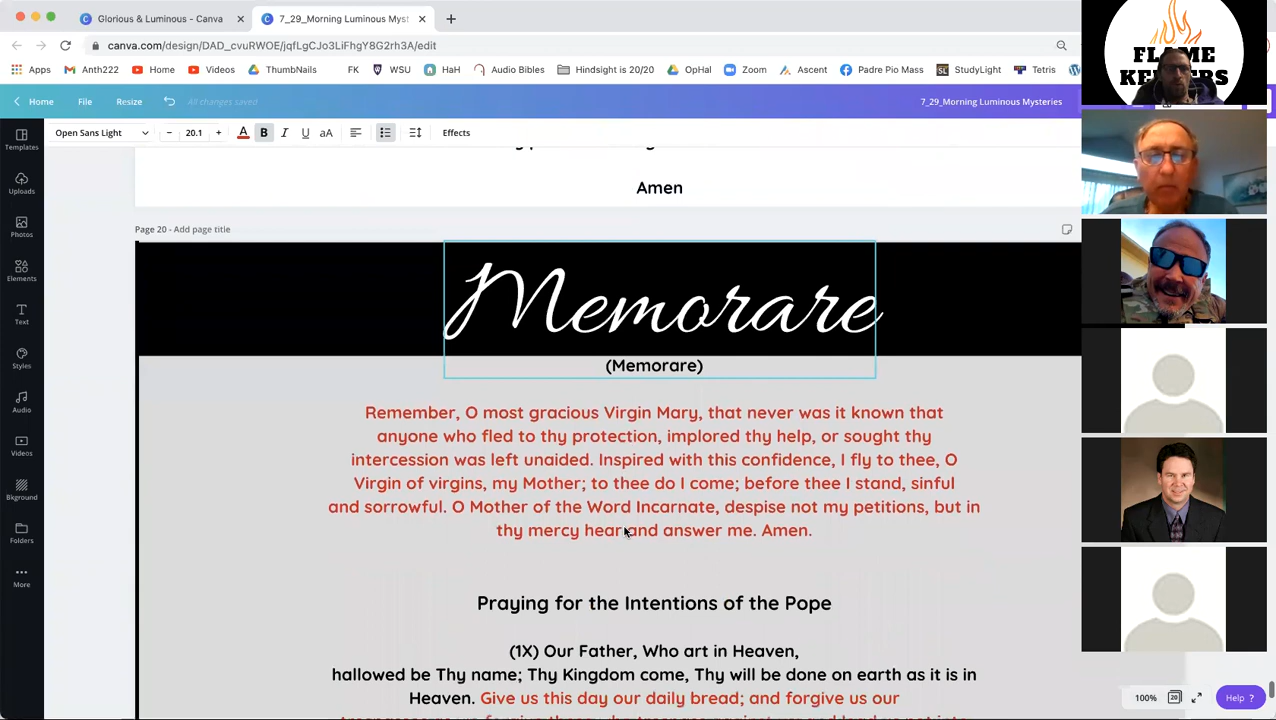 Glorious & Luminous - Canva
7_29_Morning Luminous Myst
canva.com/design/DAD_cvuRWOE/jqfLgCJo3LiFhgY8G2rh3A/edit
Apps Anth222 Home Videos ThumbNails FK WSU HaH Audio Bibles Hindsight is 20/20 OpHal Zoom Ascent Padre Pio Mass StudyLight Tetris
FLAME
KEEPERS
Home File Resize All changes saved 7_29_Morning Luminous Mysteries
Open Sans Light - 20.1 + A B I U aA Effects
Templates
Uploads
Photos
Elements
Text
Styles
Audio
Videos
Bkground
Folders
More
Amen
Page 20 - Add page title
Memorare
(Memorare)
Remember, O most gracious Virgin Mary, that never was it known that
anyone who fled to thy protection, implored thy help, or sought thy
intercession was left unaided. Inspired with this confidence, I fly to thee, O
Virgin of virgins, my Mother; to thee do I come; before thee I stand, sinful
and sorrowful. O Mother of the Word Incarnate, despise not my petitions, but in
thy mercy hear and answer me. Amen.
Praying for the Intentions of the Pope
(1X) Our Father, Who art in Heaven,
hallowed be Thy name; Thy Kingdom come, Thy will be done on earth as it is in
Heaven. Give us this day our daily bread; and forgive us our
100% 20 Help ?